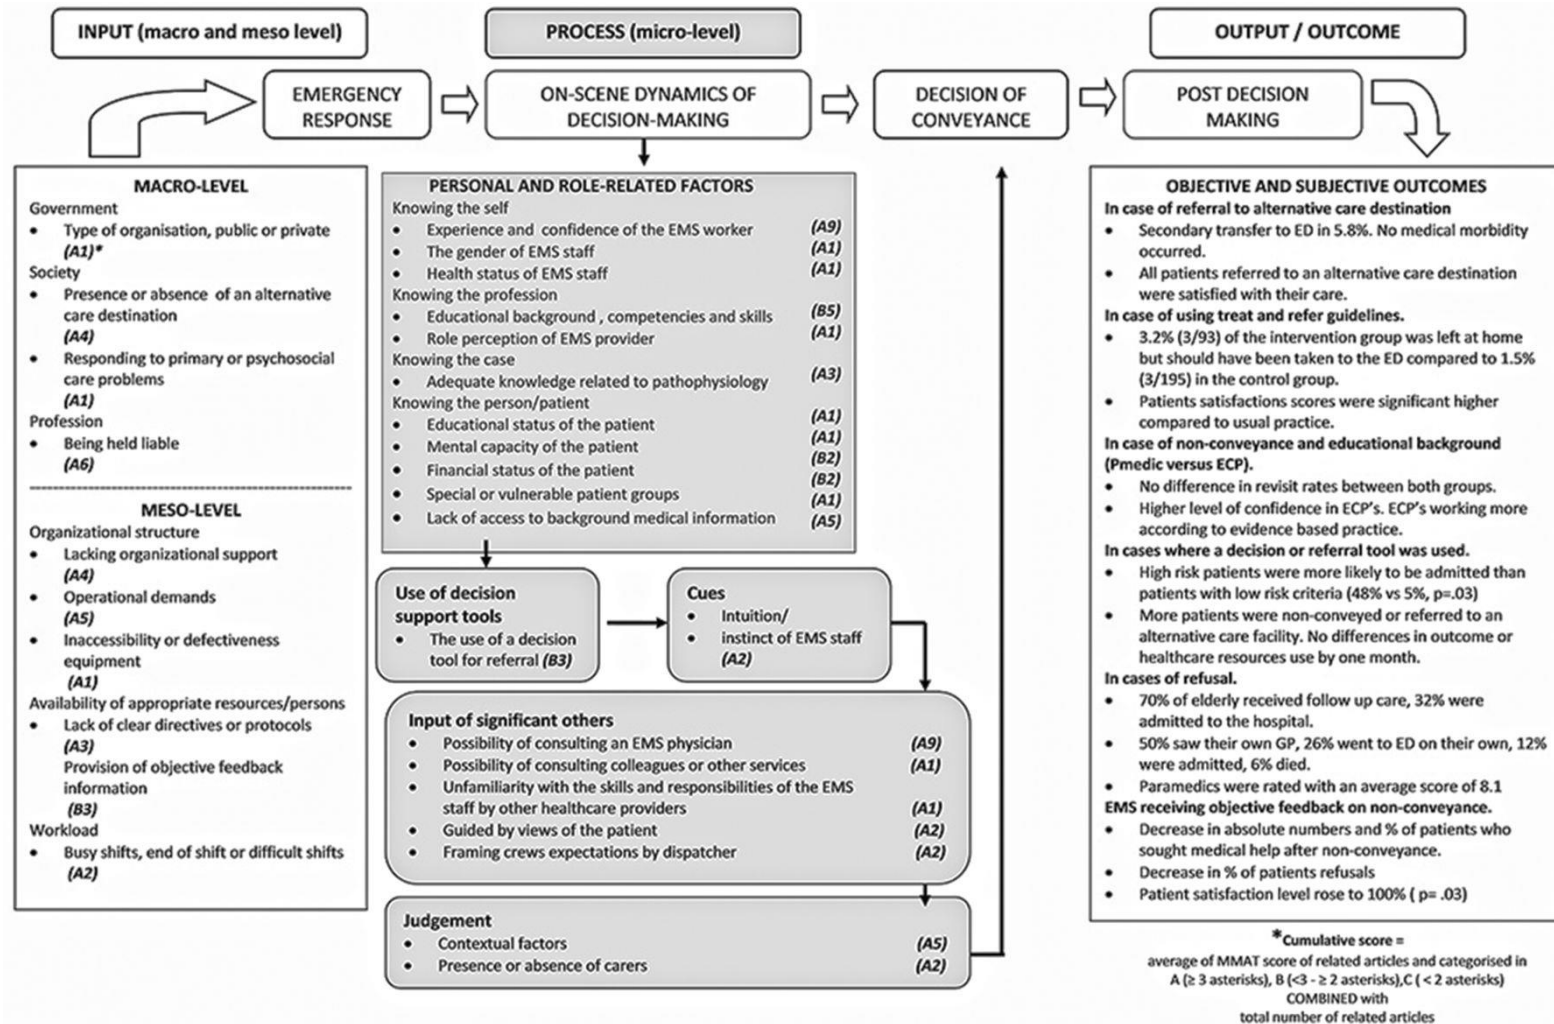 INPUT (macro and meso level)
PROCESS (micro-level)
OUTPUT / OUTCOME
EMERGENCY
RESPONSE
ON-SCENE DYNAMICS OF
DECISION-MAKING
DECISION OF
CONVEYANCE
POST DECISION
MAKING
MACRO-LEVEL
Government
• Type of organisation, public or private
(A1)*
Society
• Presence or absence of an alternative
care destination
(A4)
• Responding to primary or psychosocial
care problems
(A1)
Profession
• Being held liable
(A6)
MESO-LEVEL
Organizational structure
• Lacking organizational support
(A4)
• Operational demands
(A5)
• Inaccessibility or defectiveness
equipment
(A1)
Availability of appropriate resources/persons
• Lack of clear directives or protocols
(A3)
Provision of objective feedback
information
(B3)
Workload
• Busy shifts, end of shift or difficult shifts
(A2)
PERSONAL AND ROLE-RELATED FACTORS
Knowing the self
• Experience and confidence of the EMS worker (A9)
• The gender of EMS staff (A1)
• Health status of EMS staff (A1)
Knowing the profession
• Educational background , competencies and skills (B5)
• Role perception of EMS provider (A1)
Knowing the case
• Adequate knowledge related to pathophysiology (A3)
Knowing the person/patient
(A1)
• Educational status of the patient
(A1)
• Mental capacity of the patient
(B2)
• Financial status of the patient
(B2)
• Special or vulnerable patient groups
(A1)
• Lack of access to background medical information (A5)
Use of decision
support tools
• The use of a decision
tool for referral (B3)
Cues
• Intuition/
• instinct of EMS staff
(A2)
Input of significant others
• Possibility of consulting an EMS physician (A9)
• Possibility of consulting colleagues or other services (A1)
• Unfamiliarity with the skills and responsibilities of the EMS
staff by other healthcare providers (A1)
• Guided by views of the patient (A2)
• Framing crews expectations by dispatcher (A2)
Judgement
• Contextual factors (A5)
• Presence or absence of carers (A2)
OBJECTIVE AND SUBJECTIVE OUTCOMES
In case of referral to alternative care destination
• Secondary transfer to ED in 5.8%. No medical morbidity
occurred.
• All patients referred to an alternative care destination
were satisfied with their care.
In case of using treat and refer guidelines.
• 3.2% (3/93) of the intervention group was left at home
but should have been taken to the ED compared to 1.5%
(3/195) in the control group.
• Patients satisfactions scores were significant higher
compared to usual practice.
In case of non-conveyance and educational background
(Pmedic versus ECP).
• No difference in revisit rates between both groups.
• Higher level of confidence in ECP's. ECP's working more
according to evidence based practice.
In cases where a decision or referral tool was used.
• High risk patients were more likely to be admitted than
patients with low risk criteria (48% vs 5%, p=.03)
• More patients were non-conveyed or referred to an
alternative care facility. No differences in outcome or
healthcare resources use by one month.
In cases of refusal.
• 70% of elderly received follow up care, 32% were
admitted to the hospital.
• 50% saw their own GP, 26% went to ED on their own, 12%
were admitted, 6% died.
• Paramedics were rated with an average score of 8.1
EMS receiving objective feedback on non-conveyance.
• Decrease in absolute numbers and % of patients who
sought medical help after non-conveyance.
• Decrease in % of patients refusals
• Patient satisfaction level rose to 100% ( p= .03)
*Cumulative score =
average of MMAT score of related articles and categorised in
A (≥ 3 asterisks), B (<3 - ≥ 2 asterisks),C ( < 2 asterisks)
COMBINED with
total number of related articles